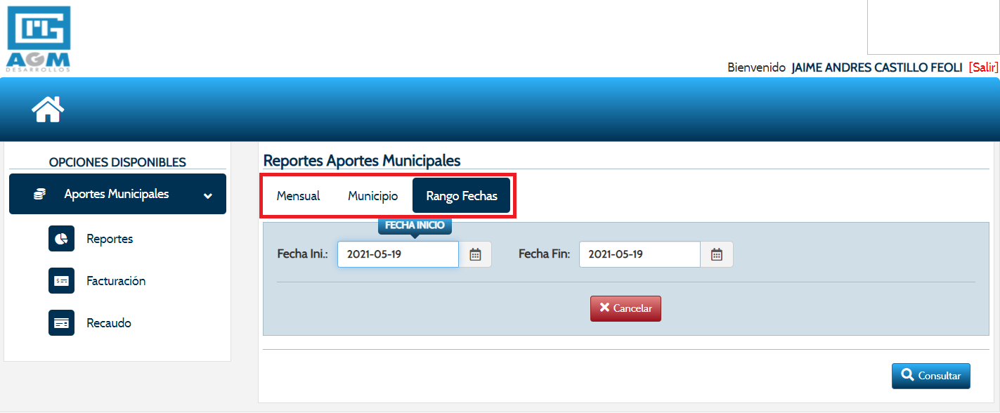 AGM
DESARROLLOS
Bienvenido JAIME ANDRES CASTILLO FEOLI [Salir]
OPCIONES DISPONIBLES
Aportes Municipales
Reportes
Facturación
Recaudo
Reportes Aportes Municipales
Mensual Municipio Rango Fechas
FECHA INICIO
Fecha Ini.: 2021-05-19 Fecha Fin: 2021-05-19
Cancelar
Consultar